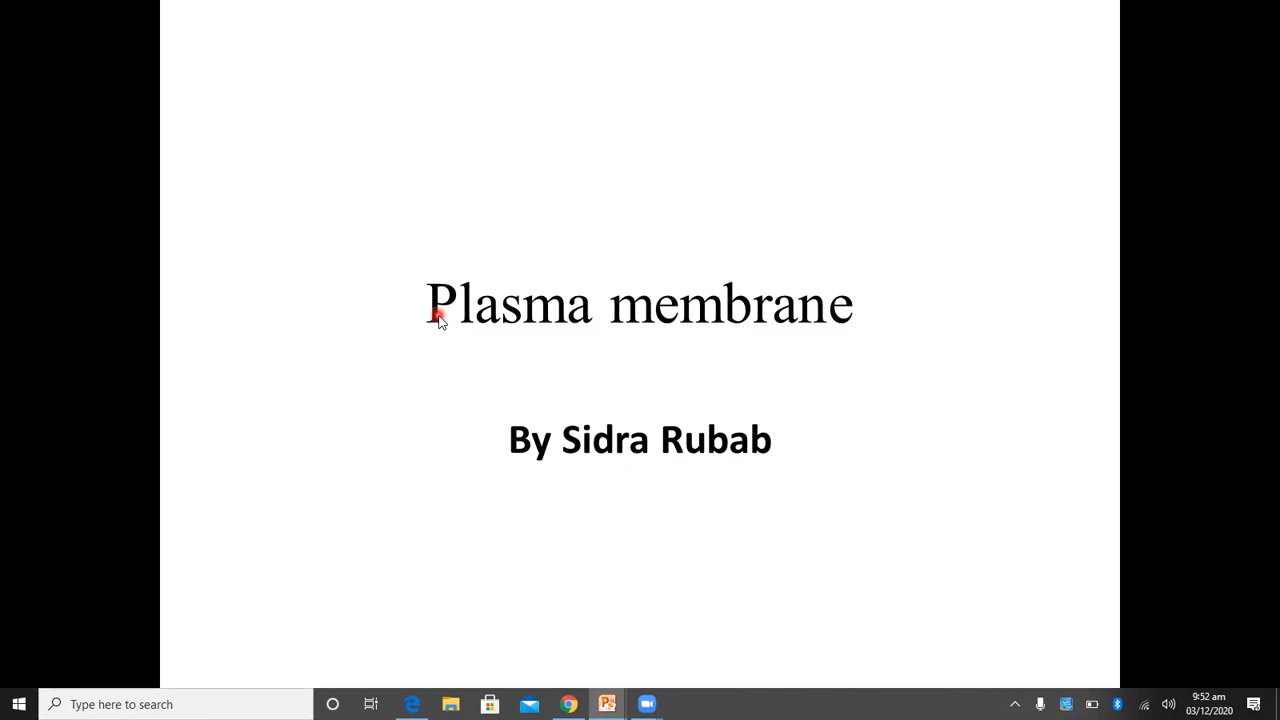 Plasma membrane
By Sidra Rubab
Type here to search
9:52 am
03/12/2020